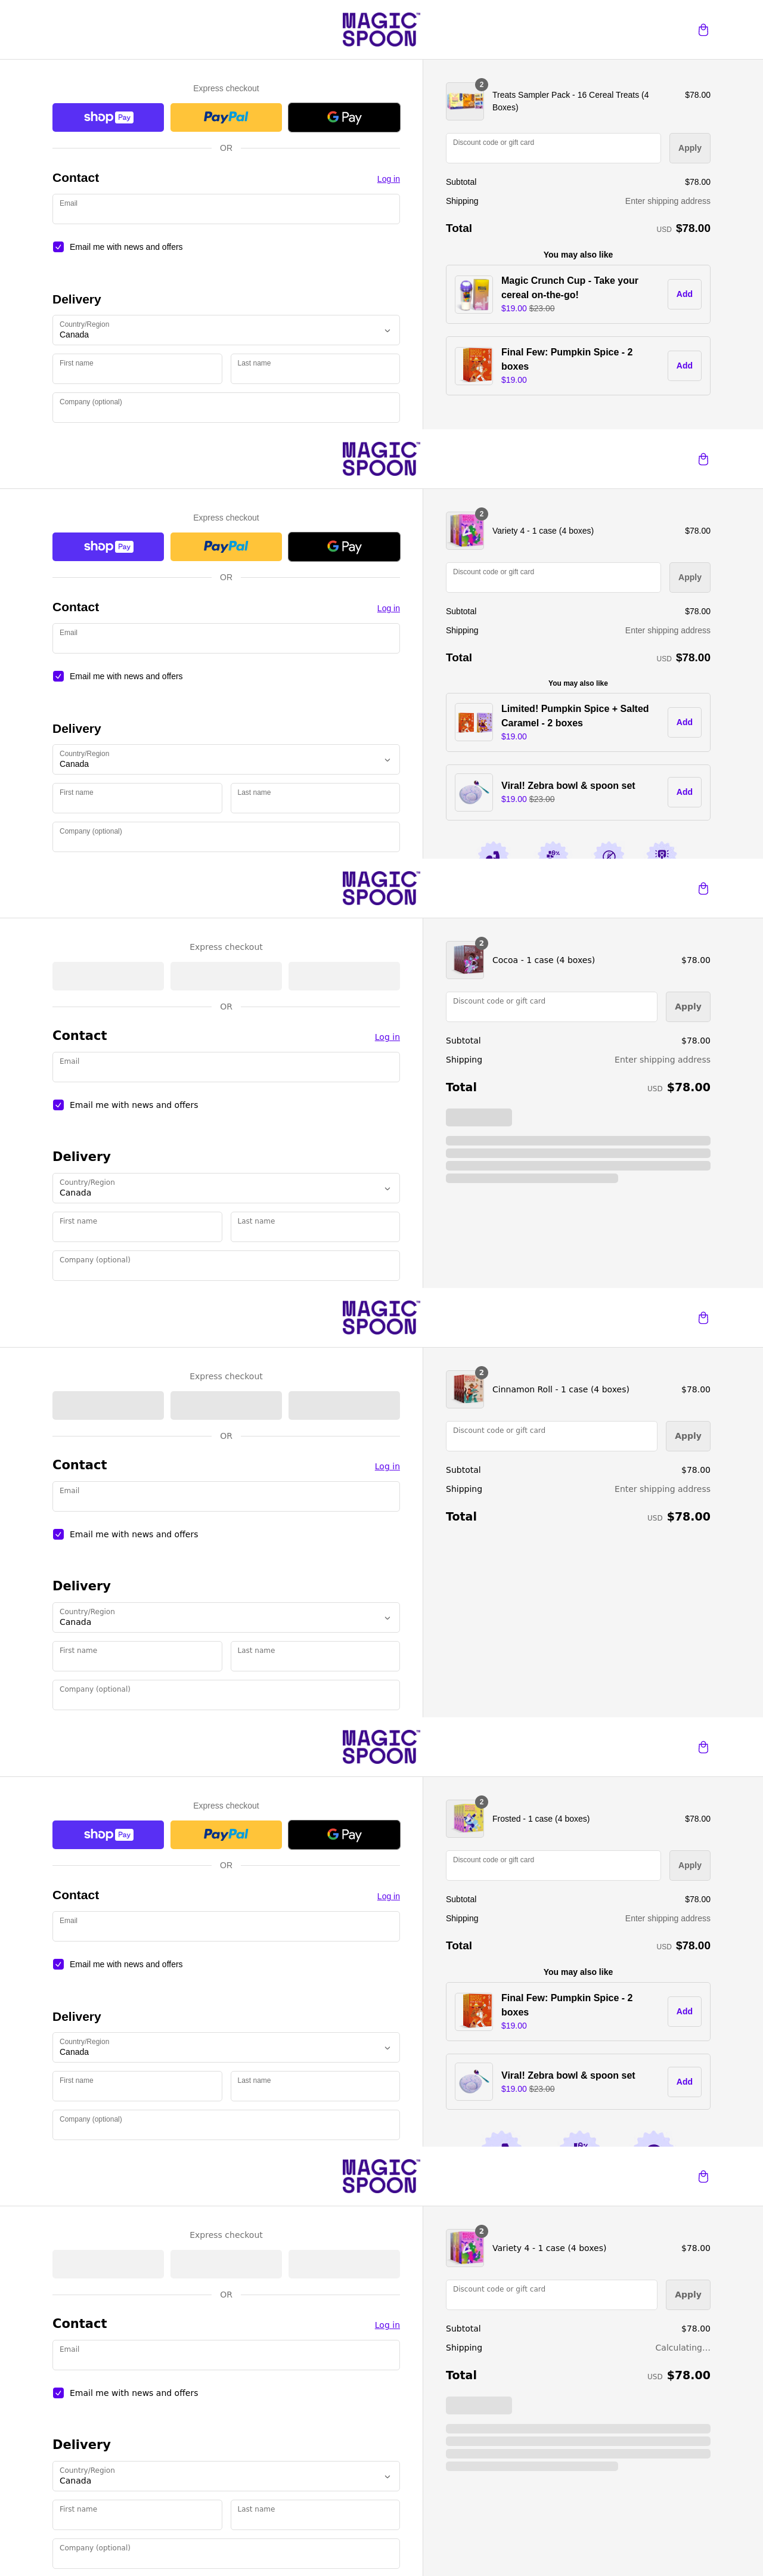 MAGIC
SPOON™
Express checkout
shop Pay
PayPal
G Pay
OR
Contact
Log in
Email
Email me with news and offers
Delivery
Country/Region
Canada
First name
Last name
Company (optional)
2
Treats Sampler Pack - 16 Cereal Treats (4
Boxes)
$78.00
Discount code or gift card
Apply
Subtotal
$78.00
Shipping
Enter shipping address
Total
USD $78.00
You may also like
Magic Crunch Cup - Take your
cereal on-the-go!
$19.00 $23.00
Add
Final Few: Pumpkin Spice - 2
boxes
$19.00
Add
MAGIC
SPOON™
Express checkout
shop Pay
PayPal
G Pay
OR
Contact
Log in
Email
Email me with news and offers
Delivery
Country/Region
Canada
First name
Last name
Company (optional)
2
Variety 4 - 1 case (4 boxes)
$78.00
Discount code or gift card
Apply
Subtotal
$78.00
Shipping
Enter shipping address
Total
USD $78.00
You may also like
Limited! Pumpkin Spice + Salted
Caramel - 2 boxes
$19.00
Add
Viral! Zebra bowl & spoon set
$19.00 $23.00
Add
MAGIC
SPOON™
Express checkout
OR
Contact
Log in
Email
Email me with news and offers
Delivery
Country/Region
Canada
First name
Last name
Company (optional)
2
Cocoa - 1 case (4 boxes)
$78.00
Discount code or gift card
Apply
Subtotal
$78.00
Shipping
Enter shipping address
Total
USD $78.00
MAGIC
SPOON™
Express checkout
OR
Contact
Log in
Email
Email me with news and offers
Delivery
Country/Region
Canada
First name
Last name
Company (optional)
2
Cinnamon Roll - 1 case (4 boxes)
$78.00
Discount code or gift card
Apply
Subtotal
$78.00
Shipping
Enter shipping address
Total
USD $78.00
MAGIC
SPOON™
Express checkout
shop Pay
PayPal
G Pay
OR
Contact
Log in
Email
Email me with news and offers
Delivery
Country/Region
Canada
First name
Last name
Company (optional)
2
Frosted - 1 case (4 boxes)
$78.00
Discount code or gift card
Apply
Subtotal
$78.00
Shipping
Enter shipping address
Total
USD $78.00
You may also like
Final Few: Pumpkin Spice - 2
boxes
$19.00
Add
Viral! Zebra bowl & spoon set
$19.00 $23.00
Add
MAGIC
SPOON™
Express checkout
OR
Contact
Log in
Email
Email me with news and offers
Delivery
Country/Region
Canada
First name
Last name
Company (optional)
2
Variety 4 - 1 case (4 boxes)
$78.00
Discount code or gift card
Apply
Subtotal
$78.00
Shipping
Calculating...
Total
USD $78.00